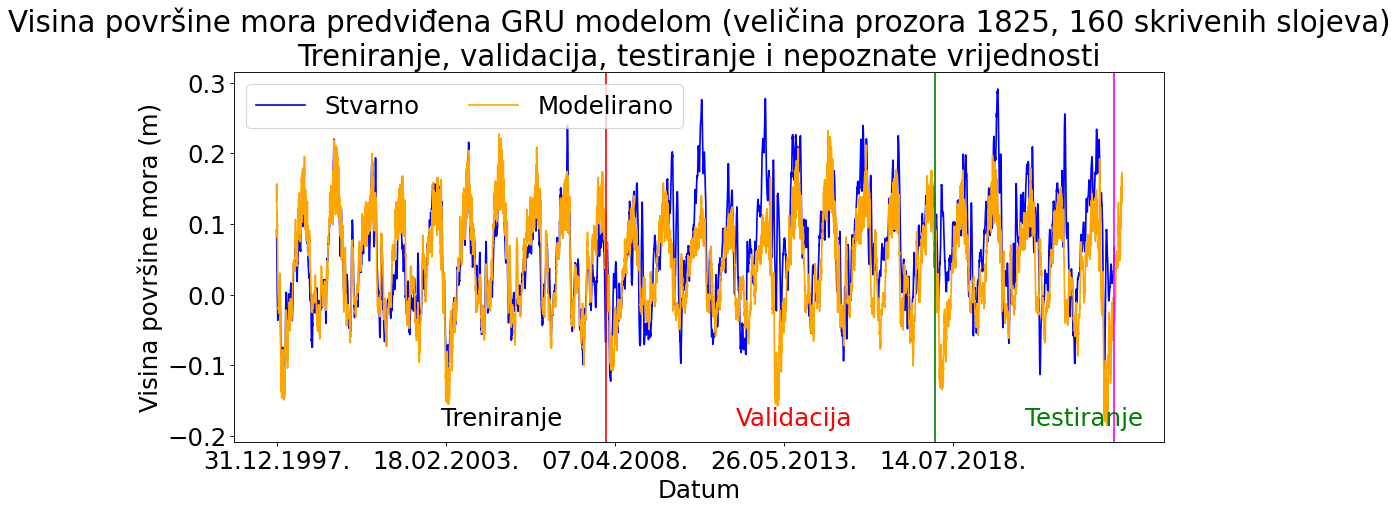 Visina površine mora predviđena GRU modelom (veličina prozora 1825, 160 skrivenih slojeva)
Treniranje, validacija, testiranje i nepoznate vrijednosti
Stvarno Modelirano
Visina površine mora (m)
0.3
0.2
0.1
0.0
−0.1
−0.2
Treniranje Validacija Testiranje
31.12.1997. 18.02.2003. 07.04.2008. 26.05.2013. 14.07.2018.
Datum